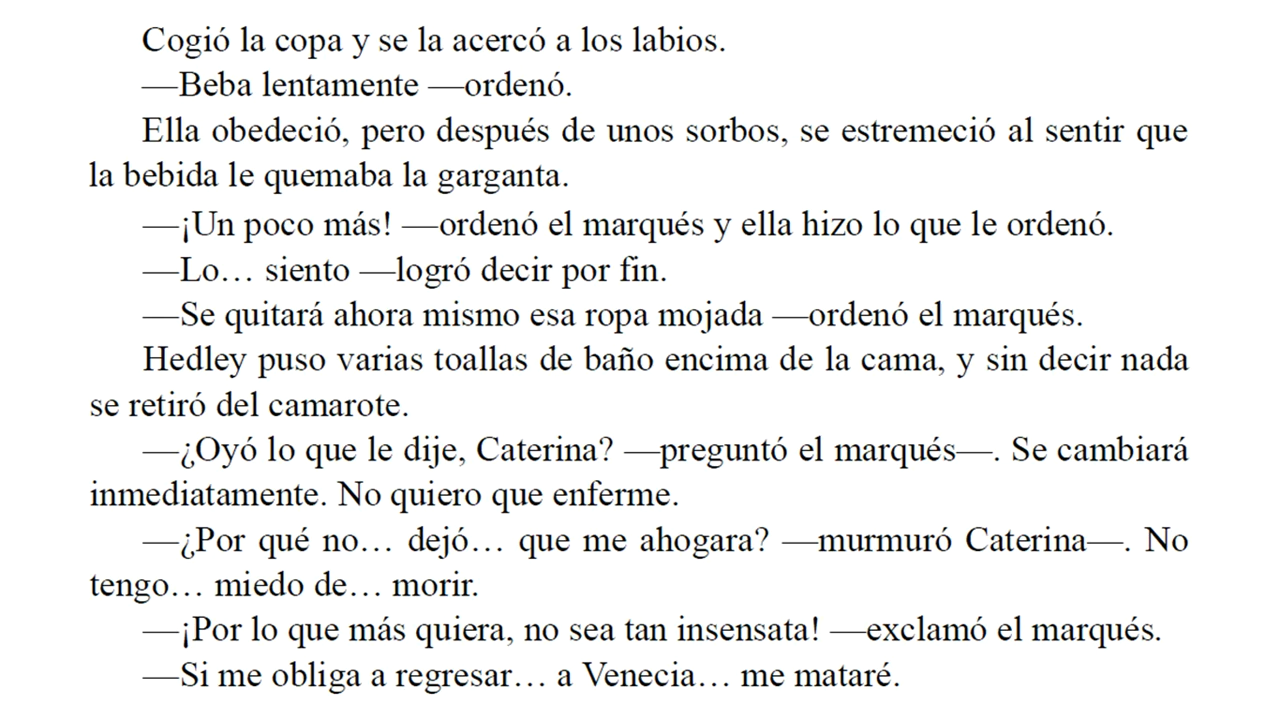 Cogió la copa y se la acercó a los labios.
—Beba lentamente —ordenó.
Ella obedeció, pero después de unos sorbos, se estremeció al sentir que
la bebida le quemaba la garganta.
—¡Un poco más! —ordenó el marqués y ella hizo lo que le ordenó.
—Lo… siento —logró decir por fin.
—Se quitará ahora mismo esa ropa mojada —ordenó el marqués.
Hedley puso varias toallas de baño encima de la cama, y sin decir nada
se retiró del camarote.
—¿Oyó lo que le dije, Caterina? —preguntó el marqués—. Se cambiará
inmediatamente. No quiero que enferme.
—¿Por qué no… dejó… que me ahogara? —murmuró Caterina—. No
tengo… miedo de… morir.
—¡Por lo que más quiera, no sea tan insensata! —exclamó el marqués.
—Si me obliga a regresar… a Venecia… me mataré.